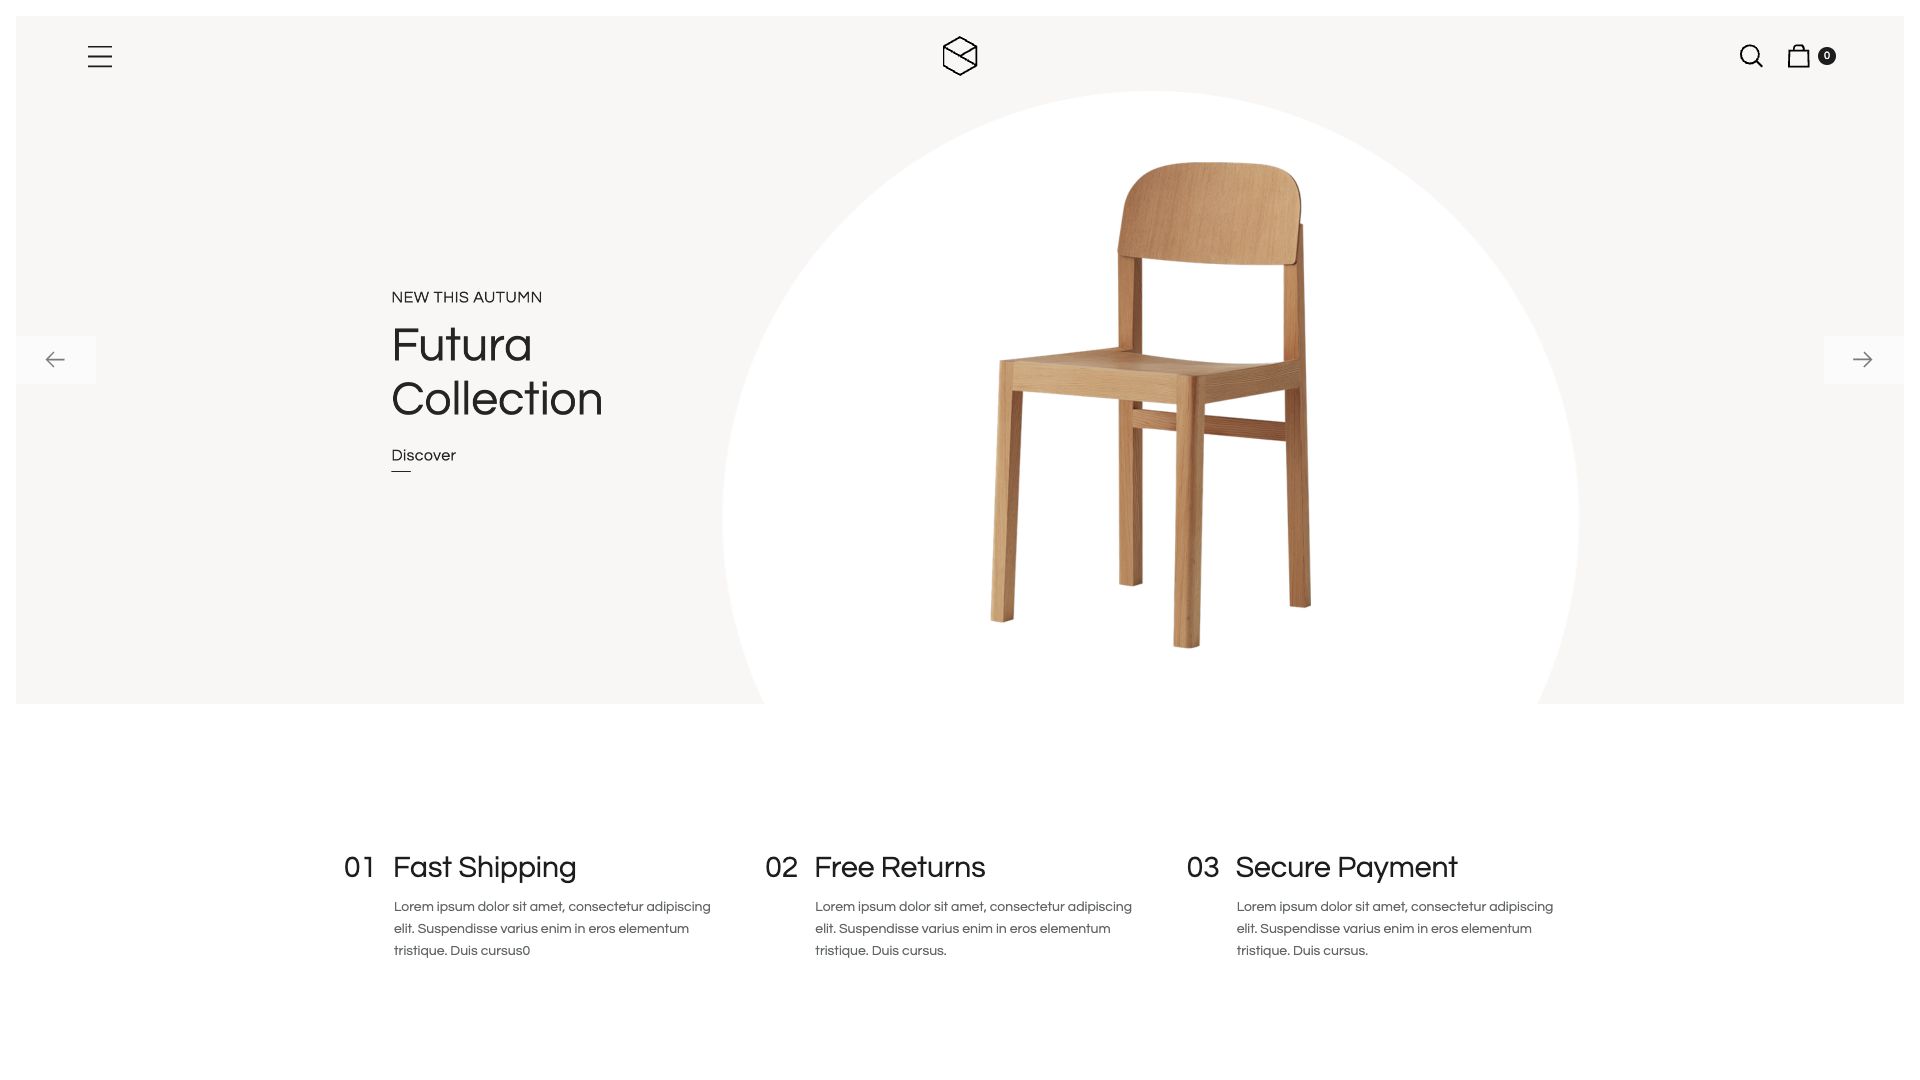 0
NEW THIS AUTUMN
Futura
Collection
Discover
01 Fast Shipping
Lorem ipsum dolor sit amet, consectetur adipiscing
elit. Suspendisse varius enim in eros elementum
tristique. Duis cursus0
02 Free Returns
Lorem ipsum dolor sit amet, consectetur adipiscing
elit. Suspendisse varius enim in eros elementum
tristique. Duis cursus.
03 Secure Payment
Lorem ipsum dolor sit amet, consectetur adipiscing
elit. Suspendisse varius enim in eros elementum
tristique. Duis cursus.